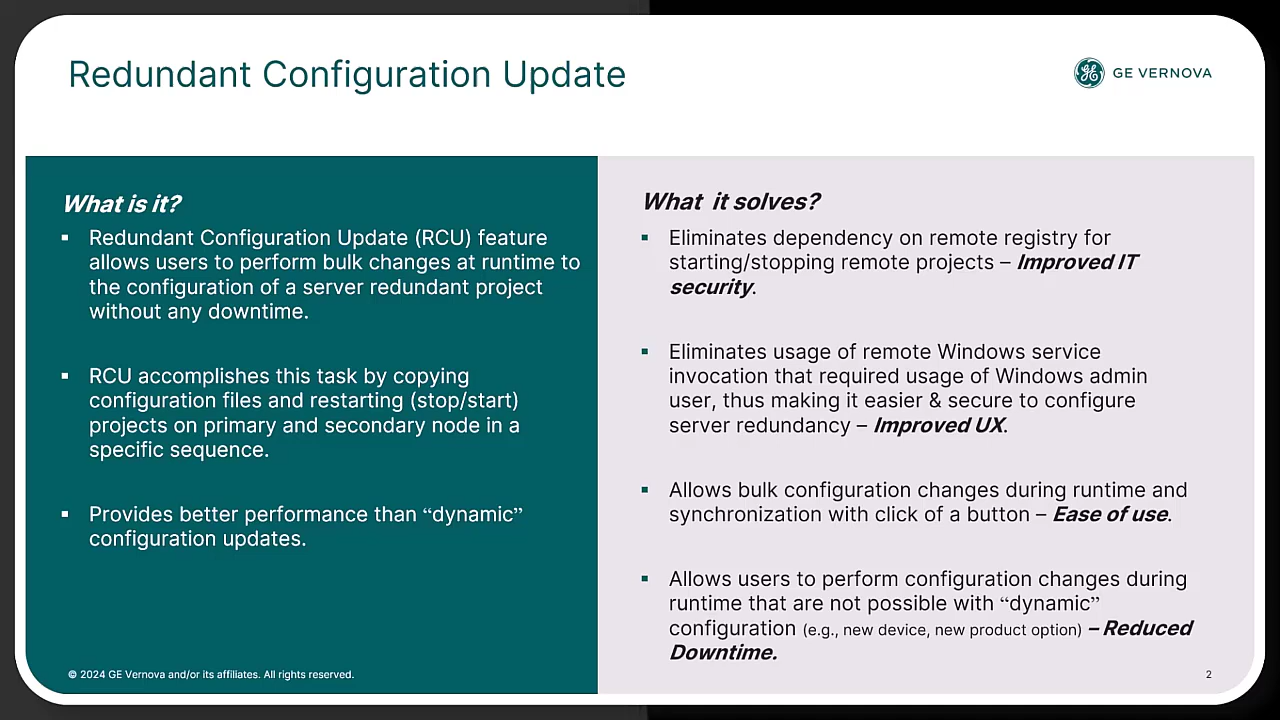 Redundant Configuration Update
GE VERNOVA
What is it?
▪ Redundant Configuration Update (RCU) feature
allows users to perform bulk changes at runtime to
the configuration of a server redundant project
without any downtime.
▪ RCU accomplishes this task by copying
configuration files and restarting (stop/start)
projects on primary and secondary node in a
specific sequence.
▪ Provides better performance than “dynamic”
configuration updates.
What it solves?
▪ Eliminates dependency on remote registry for
starting/stopping remote projects – Improved IT
security.
▪ Eliminates usage of remote Windows service
invocation that required usage of Windows admin
user, thus making it easier & secure to configure
server redundancy – Improved UX.
▪ Allows bulk configuration changes during runtime and
synchronization with click of a button – Ease of use.
▪ Allows users to perform configuration changes during
runtime that are not possible with “dynamic”
configuration (e.g., new device, new product option) – Reduced
Downtime.
© 2024 GE Vernova and/or its affiliates. All rights reserved.
2